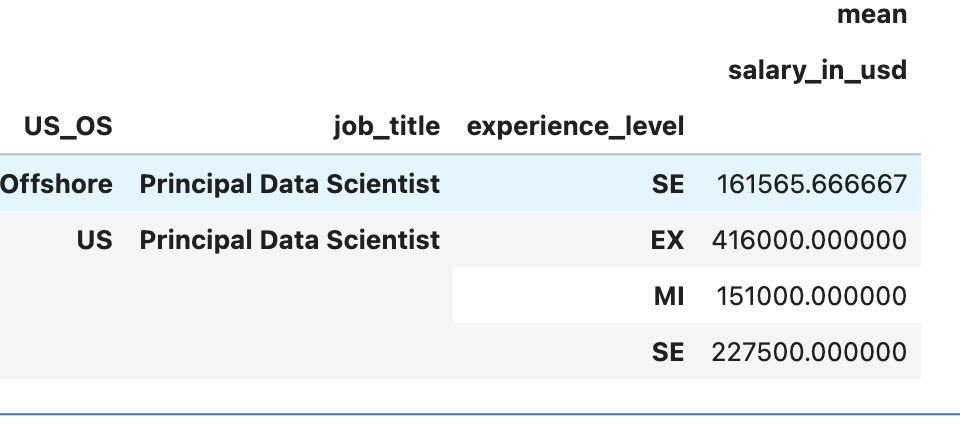 mean
salary_in_usd
US_OS job_title experience_level
Offshore Principal Data Scientist SE 161565.666667
US Principal Data Scientist EX 416000.000000
MI 151000.000000
SE 227500.000000